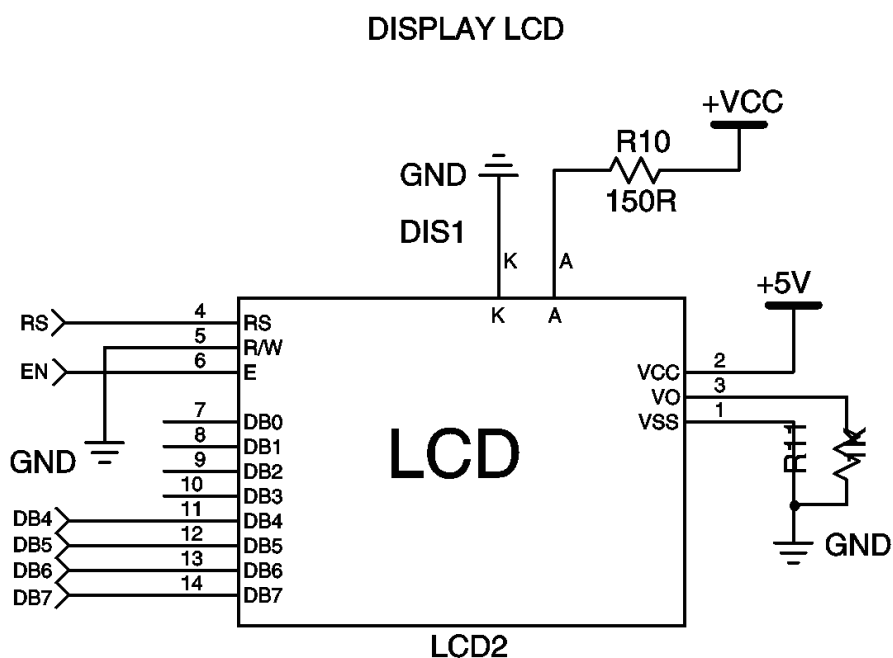 DISPLAY LCD
+VCC
R10
150R
GND
DIS1
K
A
K
A
+5V
RS
4
RS
5
R/W
EN
6
E
7
DB0
8
DB1
9
DB2
10
DB3
GND
DB4
11
DB4
DB5
12
DB5
DB6
13
DB6
DB7
14
DB7
LCD
VCC
2
VO
3
VSS
1
R11
1K
GND
LCD2